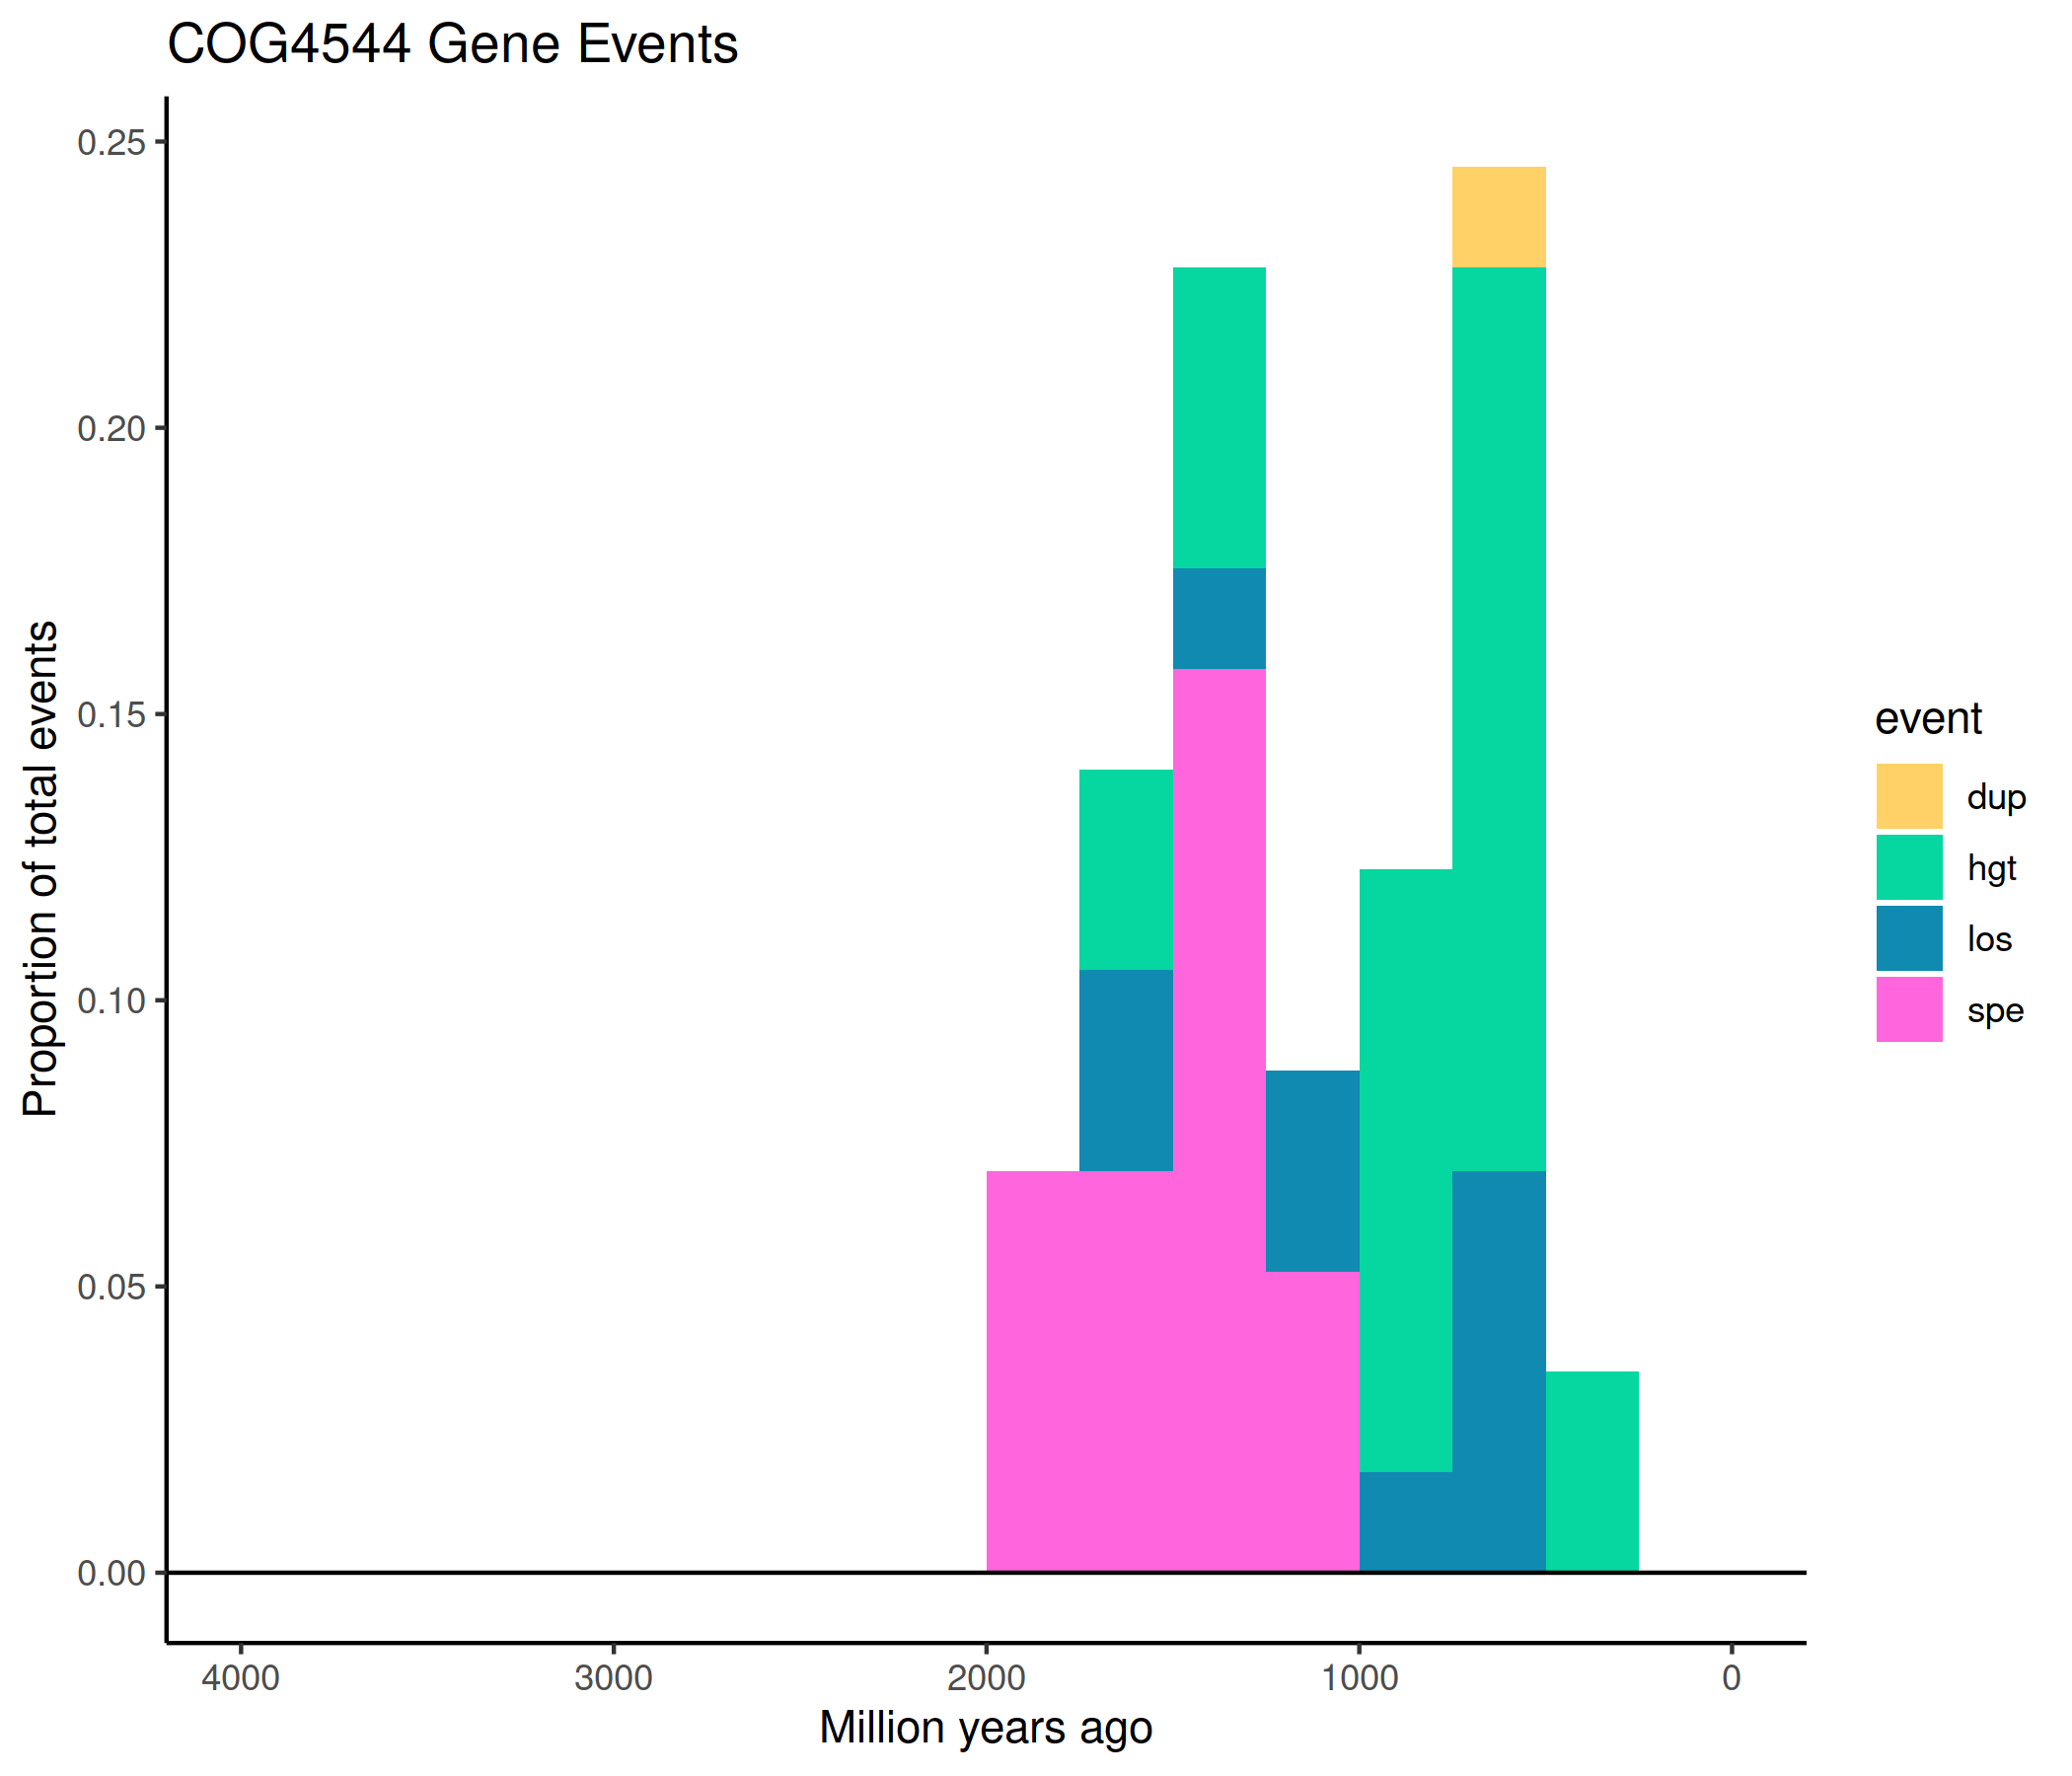 COG4544 Gene Events
0.25
0.20
0.15
0.10
0.05
0.00
Proportion of total events
4000 3000 2000 1000 0
Million years ago
event
dup
hgt
los
spe